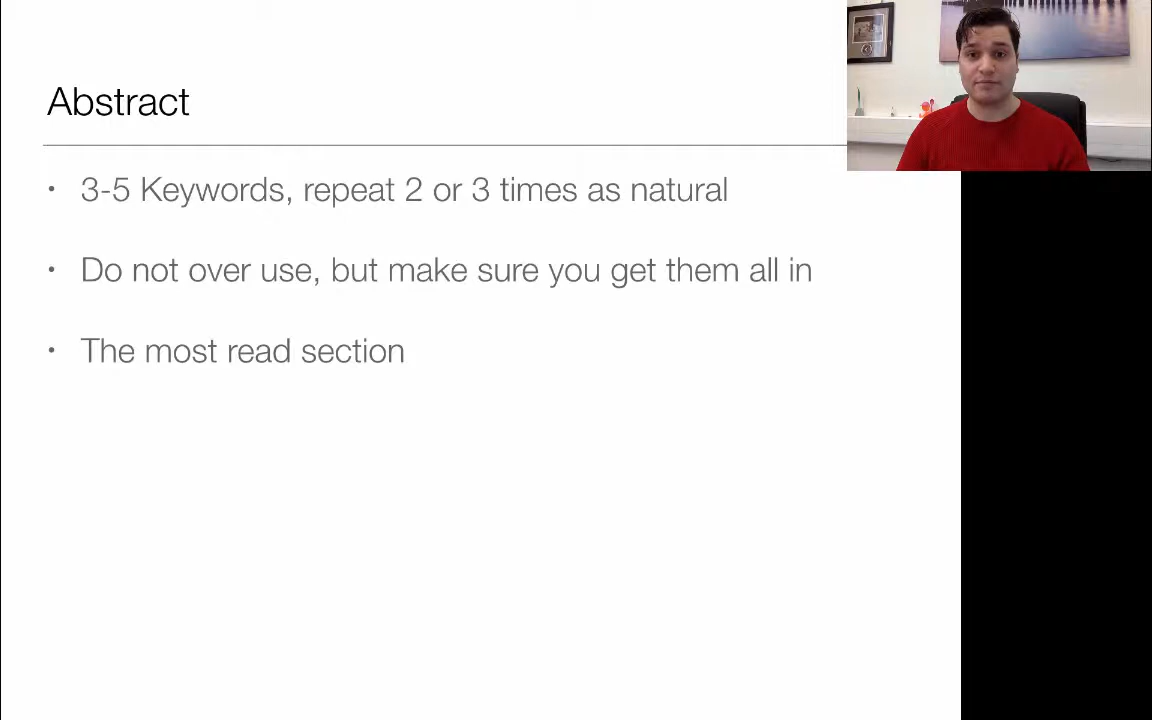 Abstract
• 3-5 Keywords, repeat 2 or 3 times as natural
• Do not over use, but make sure you get them all in
• The most read section